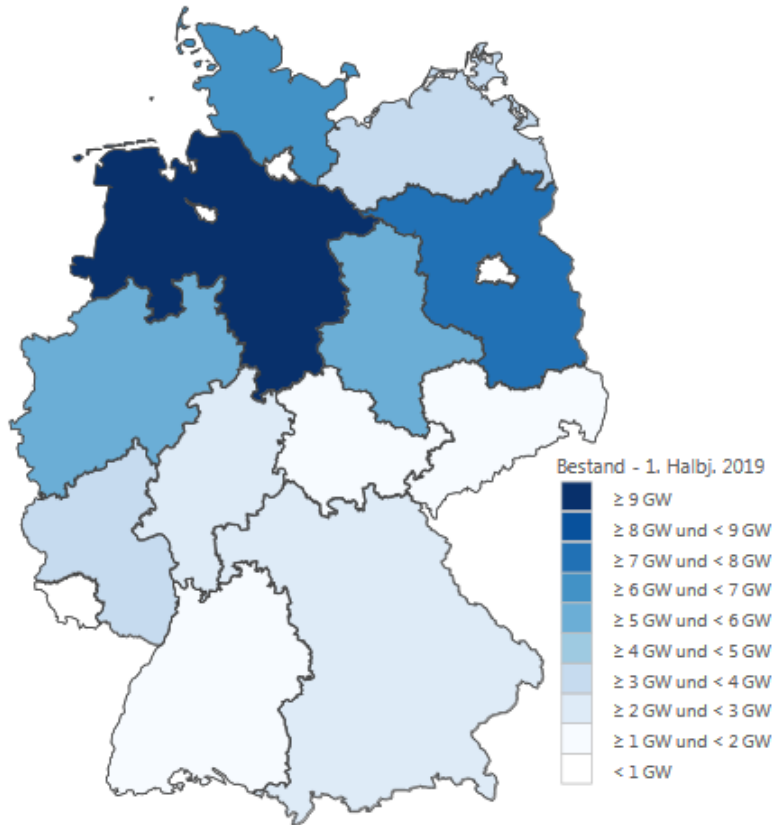 Bestand - 1. Halbj. 2019
≥ 9 GW
≥ 8 GW und < 9 GW
≥ 7 GW und < 8 GW
≥ 6 GW und < 7 GW
≥ 5 GW und < 6 GW
≥ 4 GW und < 5 GW
≥ 3 GW und < 4 GW
≥ 2 GW und < 3 GW
≥ 1 GW und < 2 GW
< 1 GW